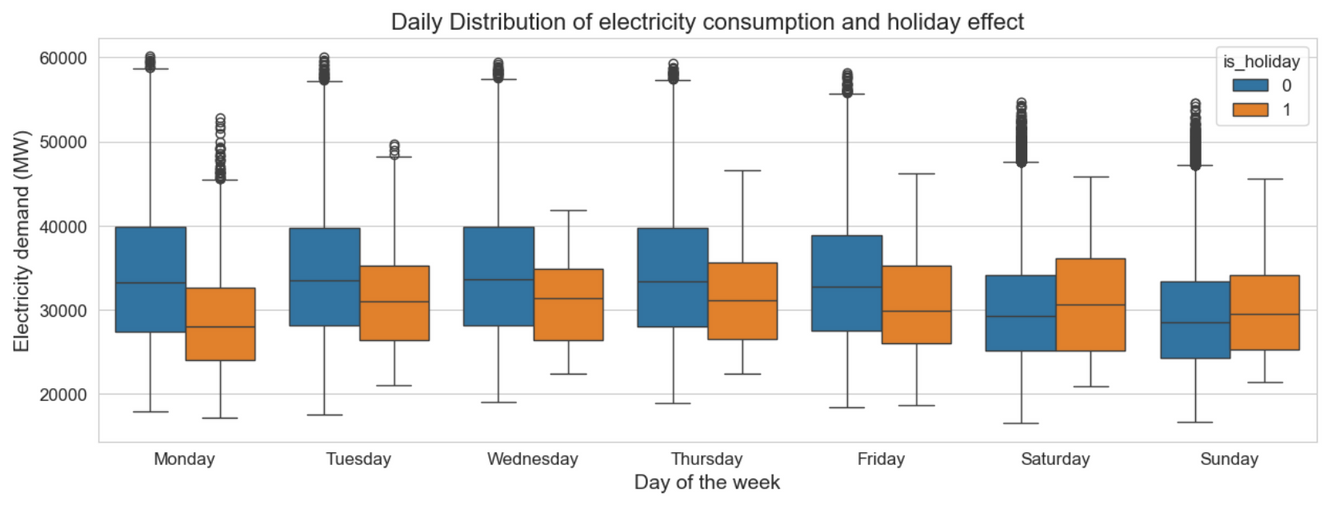 Daily Distribution of electricity consumption and holiday effect
Electricity demand (MW)
60000
50000
40000
30000
20000
is_holiday
0
1
Monday Tuesday Wednesday Thursday Friday Saturday Sunday
Day of the week